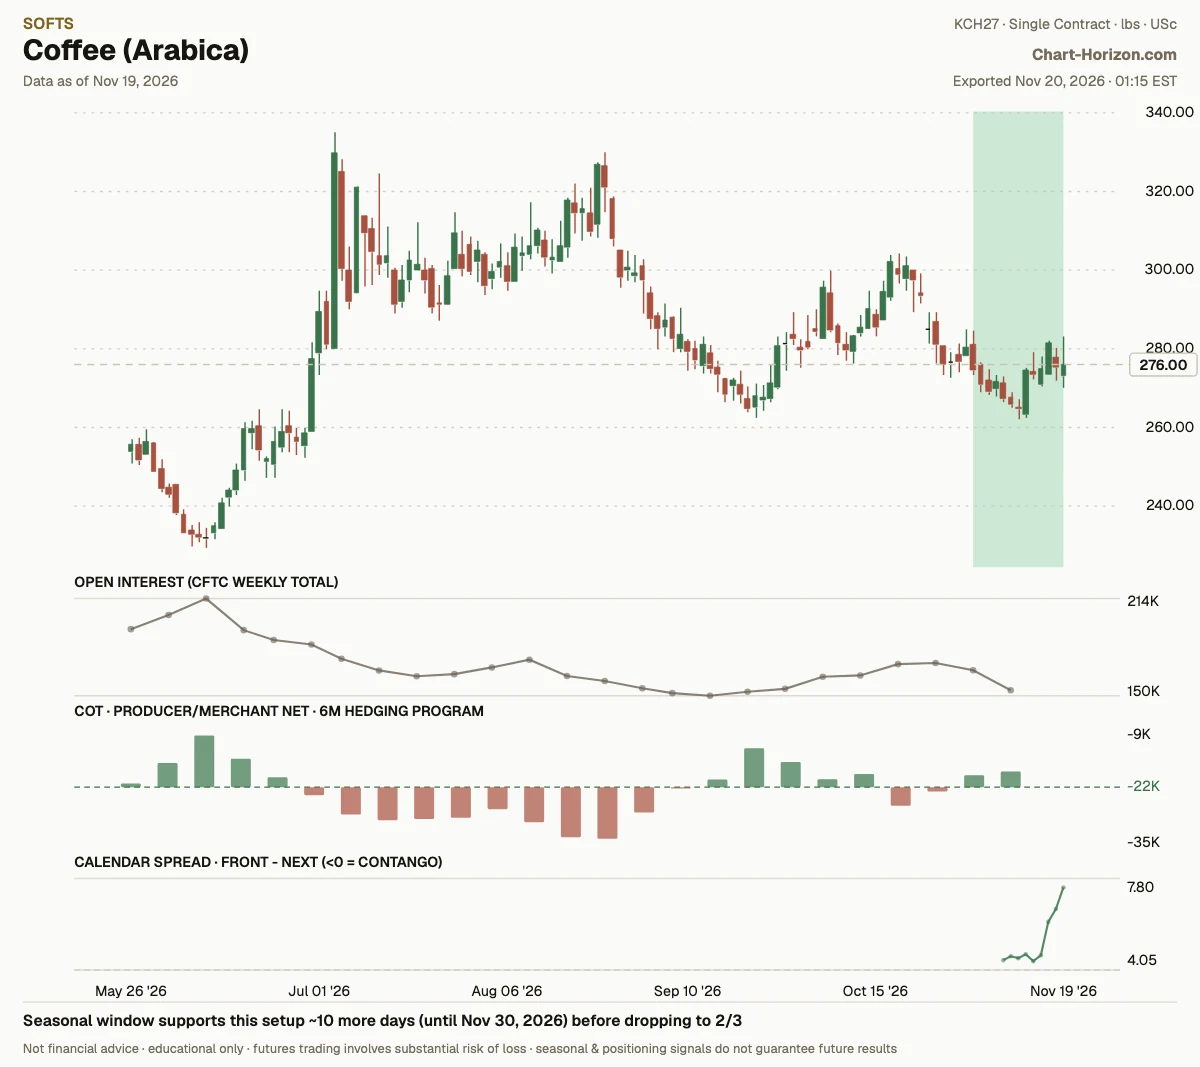 SOFTS
KCH27 · Single Contract · lbs · USc
Coffee (Arabica)
Chart-Horizon.com
Data as of Nov 19, 2026
Exported Nov 20, 2026 · 01:15 EST
340.00
320.00
300.00
280.00
276.00
260.00
240.00
OPEN INTEREST (CFTC WEEKLY TOTAL)
214K
150K
COT · PRODUCER/MERCHANT NET · 6M HEDGING PROGRAM
-9K
-22K
-35K
CALENDAR SPREAD · FRONT - NEXT (<0 = CONTANGO)
7.80
4.05
May 26 '26 Jul 01 '26 Aug 06 '26 Sep 10 '26 Oct 15 '26 Nov 19 '26
Seasonal window supports this setup ~10 more days (until Nov 30, 2026) before dropping to 2/3
Not financial advice · educational only · futures trading involves substantial risk of loss · seasonal & positioning signals do not guarantee future results